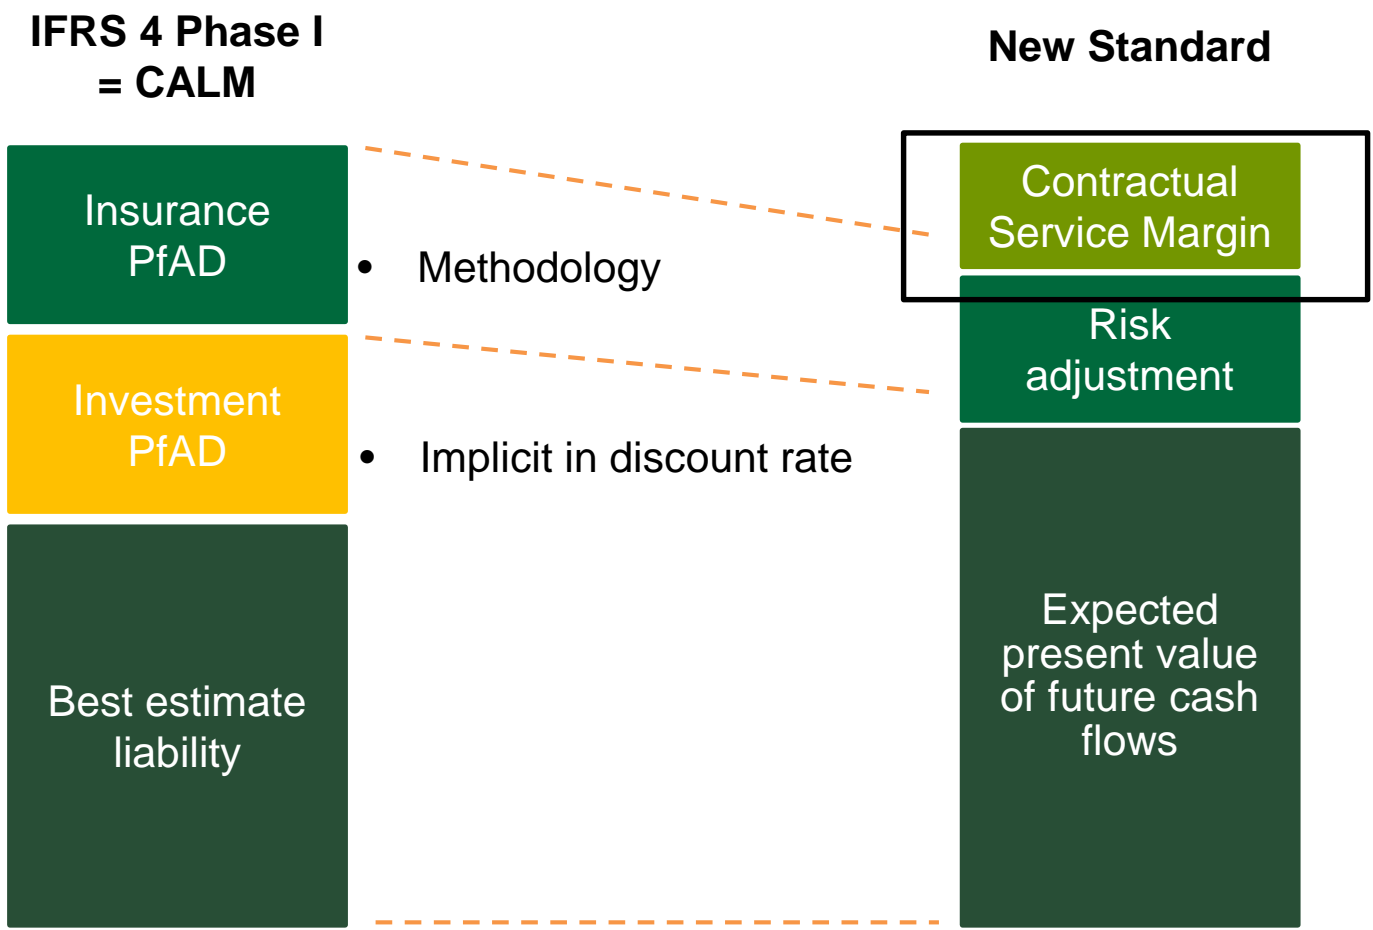 IFRS 4 Phase I
= CALM
New Standard
Insurance
PfAD
• Methodology
Investment
PfAD
• Implicit in discount rate
Best estimate
liability
Contractual
Service Margin
Risk
adjustment
Expected
present value
of future cash
flows